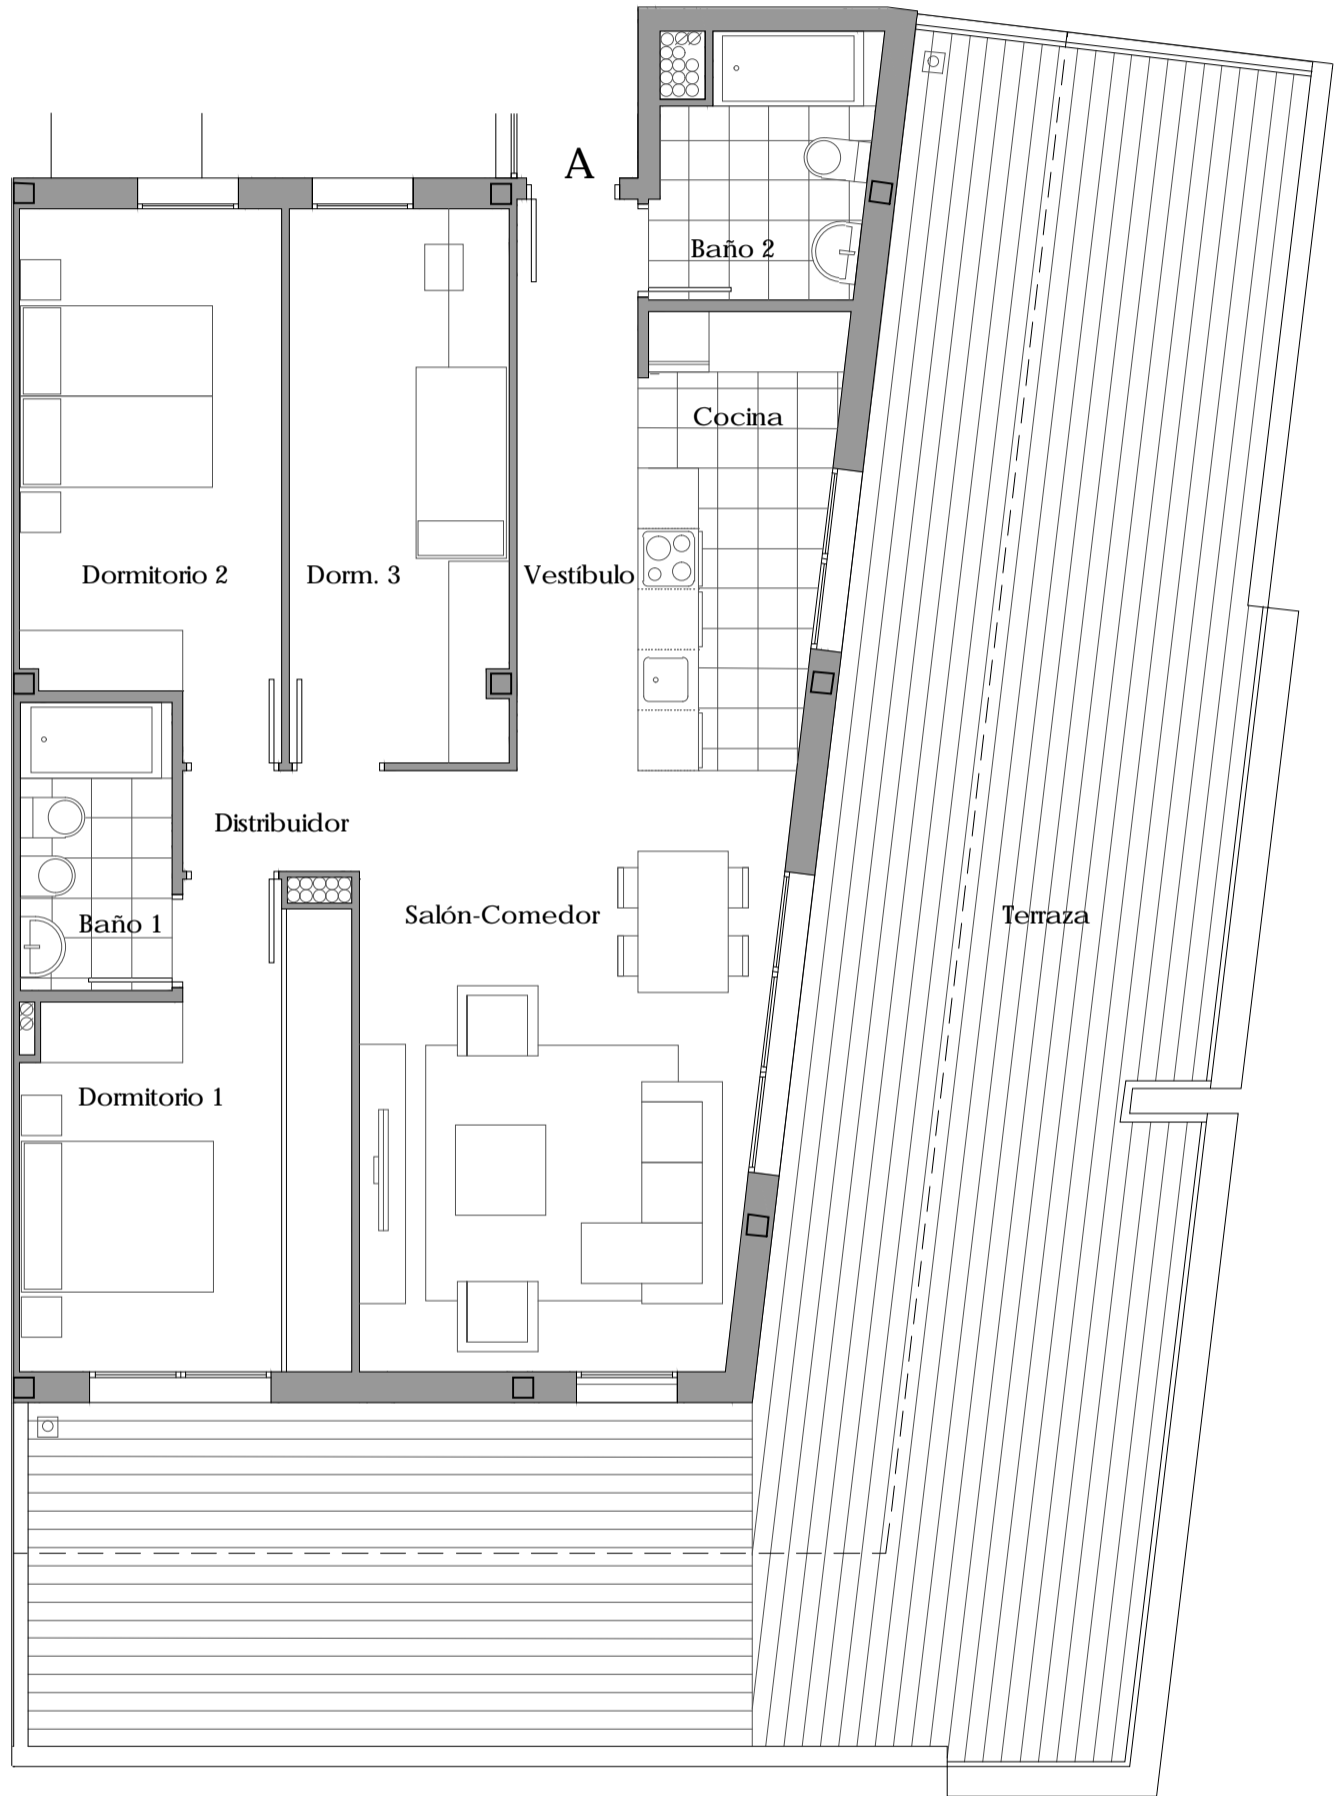 A
Baño 2
Cocina
Dormitorio 2
Dorm. 3
Vestíbulo
Distribuidor
Baño 1
Salón-Comedor
Terraza
Dormitorio 1